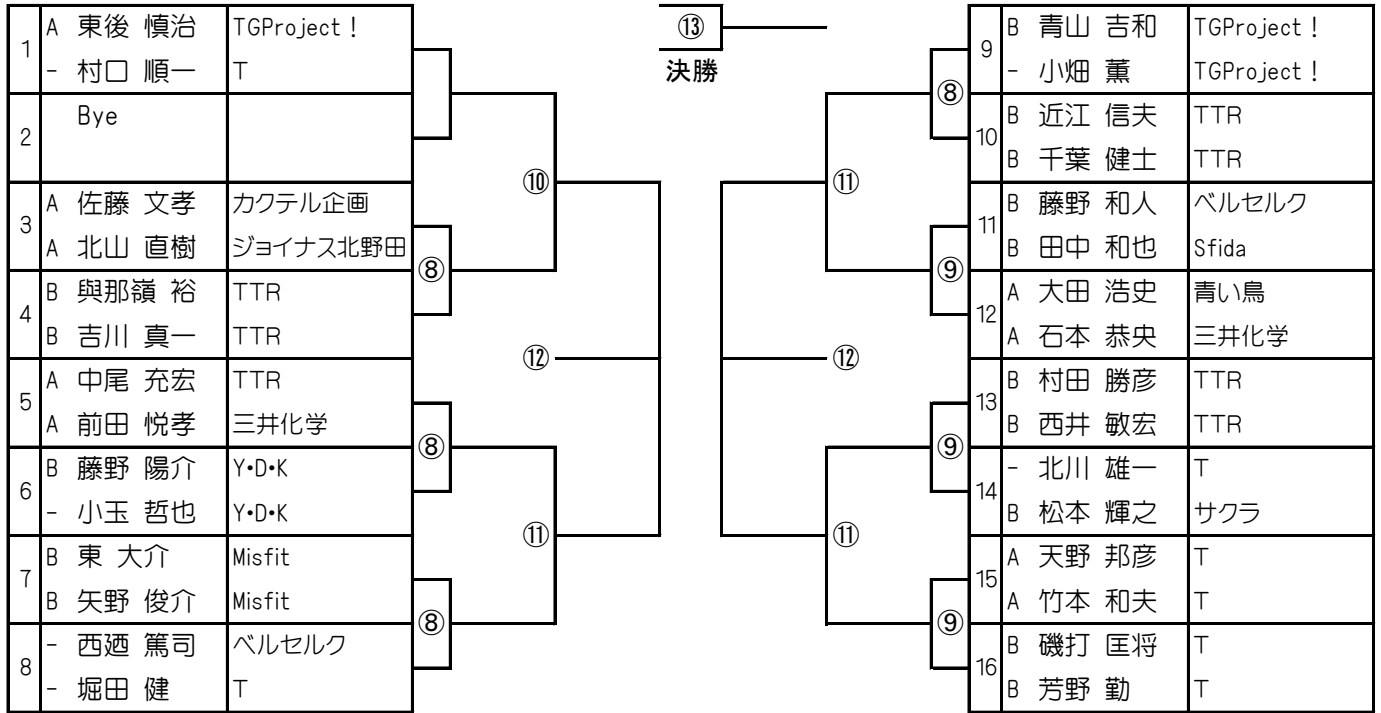 1 A 東後 慎治 TGProject！
- 村口 順一 T
2 Bye
3 A 佐藤 文孝 カクテル企画
A 北山 直樹 ジョイナス北野田
4 B 與那嶺 裕 TTR
B 吉川 真一 TTR
5 A 中尾 充宏 TTR
A 前田 悦孝 三井化学
6 B 藤野 陽介 Y・D・K
- 小玉 哲也 Y・D・K
7 B 東 大介 Misfit
B 矢野 俊介 Misfit
8 - 西廼 篤司 ベルセルク
- 堀田 健 T
⑧
⑧
⑧
⑩
⑪
⑫
⑬
決勝
⑫
⑪
⑪
⑧
⑨
⑨
⑨
9 B 青山 吉和 TGProject！
- 小畑 薫 TGProject！
10 B 近江 信夫 TTR
B 千葉 健士 TTR
11 B 藤野 和人 ベルセルク
B 田中 和也 Sfida
12 A 大田 浩史 青い鳥
A 石本 恭央 三井化学
13 B 村田 勝彦 TTR
B 西井 敏宏 TTR
14 - 北川 雄一 T
B 松本 輝之 サクラ
15 A 天野 邦彦 T
A 竹本 和夫 T
16 B 磯打 匡将 T
B 芳野 勤 T